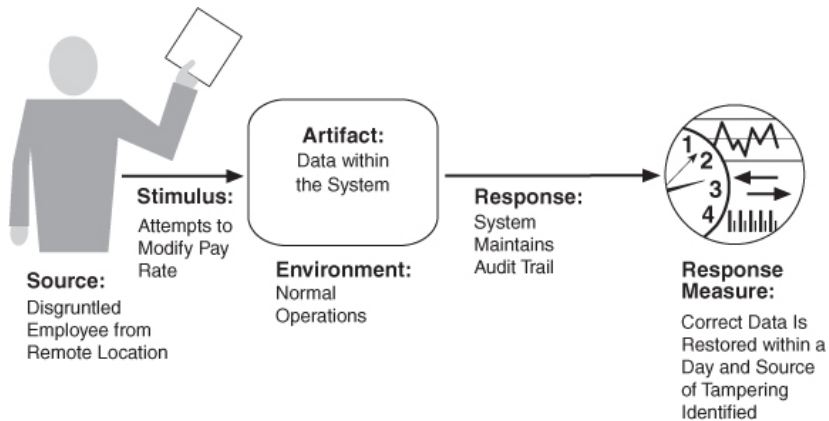 Source:
Disgruntled
Employee from
Remote Location
Stimulus:
Attempts to
Modify Pay
Rate
Artifact:
Data within
the System
Environment:
Normal
Operations
Response:
System
Maintains
Audit Trail
1
2
3
4
Response
Measure:
Correct Data Is
Restored within a
Day and Source
of Tampering
Identified